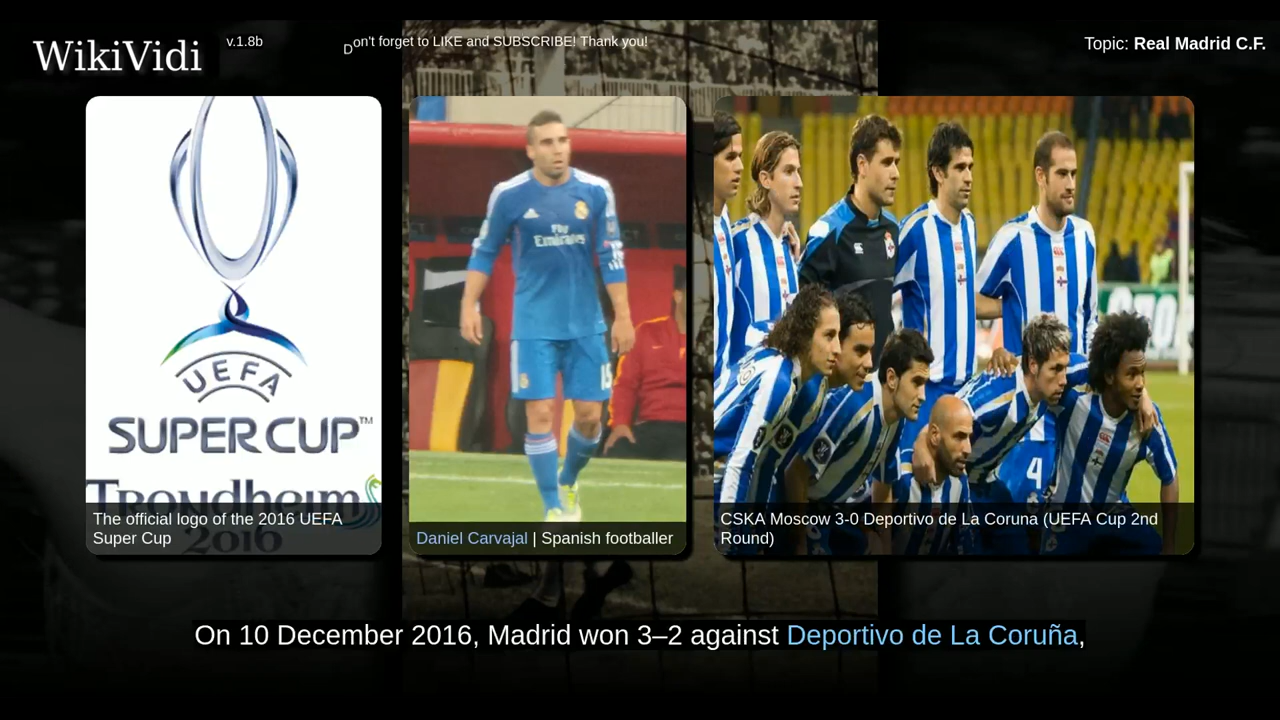 WikiVidi
v.1.8b
Don't forget to LIKE and SUBSCRIBE! Thank you!
Topic: Real Madrid C.F.
UEFA
SUPER CUP™
Trondheim
2016
The official logo of the 2016 UEFA
Super Cup
Fly
Emirates
15
Daniel Carvajal | Spanish footballer
4
CSKA Moscow 3-0 Deportivo de La Coruna (UEFA Cup 2nd
Round)
On 10 December 2016, Madrid won 3–2 against Deportivo de La Coruña,